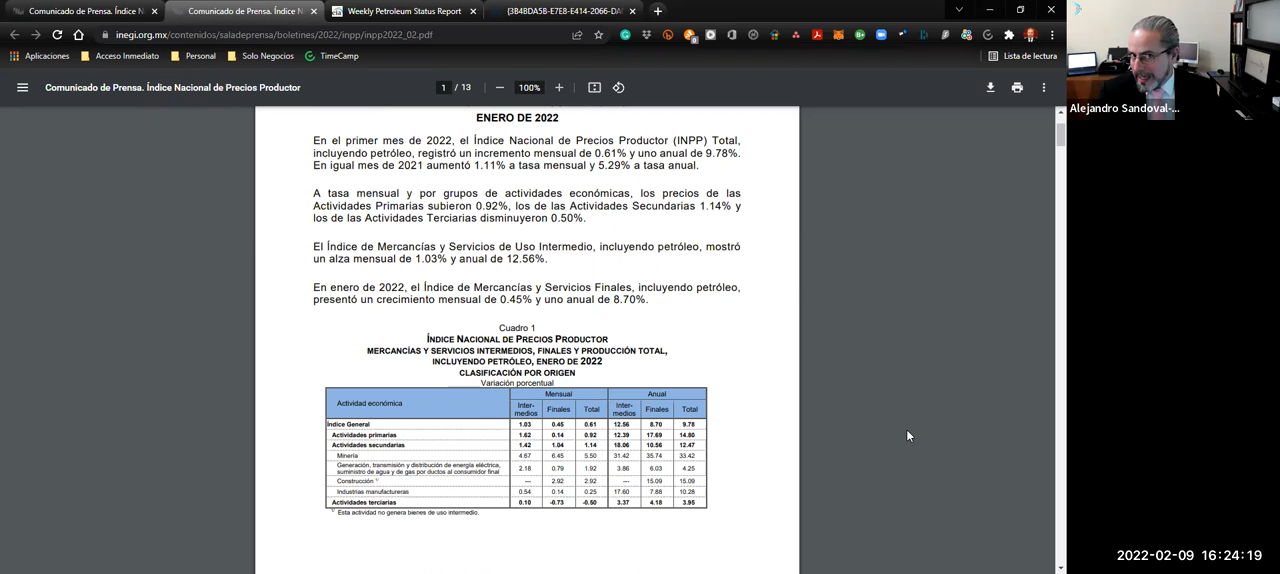 Comunicado de Prensa. Índice N
Comunicado de Prensa. Índice N
Weekly Petroleum Status Report
{3B4BDA5B-E7E8-E414-2066-DA
inegi.org.mx/contenidos/saladeprensa/boletines/2022/inpp/inpp2022_02.pdf
Aplicaciones
Acceso Inmediato
Personal
Solo Negocios
TimeCamp
Lista de lectura
Comunicado de Prensa. Índice Nacional de Precios Productor
1 / 13
100%
Alejandro Sandoval-...
ENERO DE 2022
En el primer mes de 2022, el Índice Nacional de Precios Productor (INPP) Total,
incluyendo petróleo, registró un incremento mensual de 0.61% y uno anual de 9.78%.
En igual mes de 2021 aumentó 1.11% a tasa mensual y 5.29% a tasa anual.
A tasa mensual y por grupos de actividades económicas, los precios de las
Actividades Primarias subieron 0.92%, los de las Actividades Secundarias 1.14% y
los de las Actividades Terciarias disminuyeron 0.50%.
El Índice de Mercancías y Servicios de Uso Intermedio, incluyendo petróleo, mostró
un alza mensual de 1.03% y anual de 12.56%.
En enero de 2022, el Índice de Mercancías y Servicios Finales, incluyendo petróleo,
presentó un crecimiento mensual de 0.45% y uno anual de 8.70%.
Cuadro 1
ÍNDICE NACIONAL DE PRECIOS PRODUCTOR
MERCANCÍAS Y SERVICIOS INTERMEDIOS, FINALES Y PRODUCCIÓN TOTAL,
INCLUYENDO PETRÓLEO, ENERO DE 2022
CLASIFICACIÓN POR ORIGEN
Variación porcentual
Actividad económica
Mensual
Anual
Inter-
medios
Finales
Total
Inter-
medios
Finales
Total
Índice General 1.03 0.45 0.61 12.56 8.70 9.78
Actividades primarias 1.62 0.14 0.92 12.39 17.69 14.80
Actividades secundarias 1.42 1.04 1.14 18.06 10.56 12.47
Minería 4.67 6.45 5.50 31.42 35.74 33.42
Generación, transmisión y distribución de energía eléctrica,
suministro de agua y de gas por ductos al consumidor final 2.18 0.79 1.92 3.86 6.03 4.25
Construcción 1/ --- 2.92 2.92 --- 15.09 15.09
Industrias manufactureras 0.54 0.14 0.25 17.60 7.88 10.28
Actividades terciarias 0.10 -0.73 -0.50 3.37 4.18 3.95
1/ Esta actividad no genera bienes de uso intermedio.
2022-02-09 16:24:19